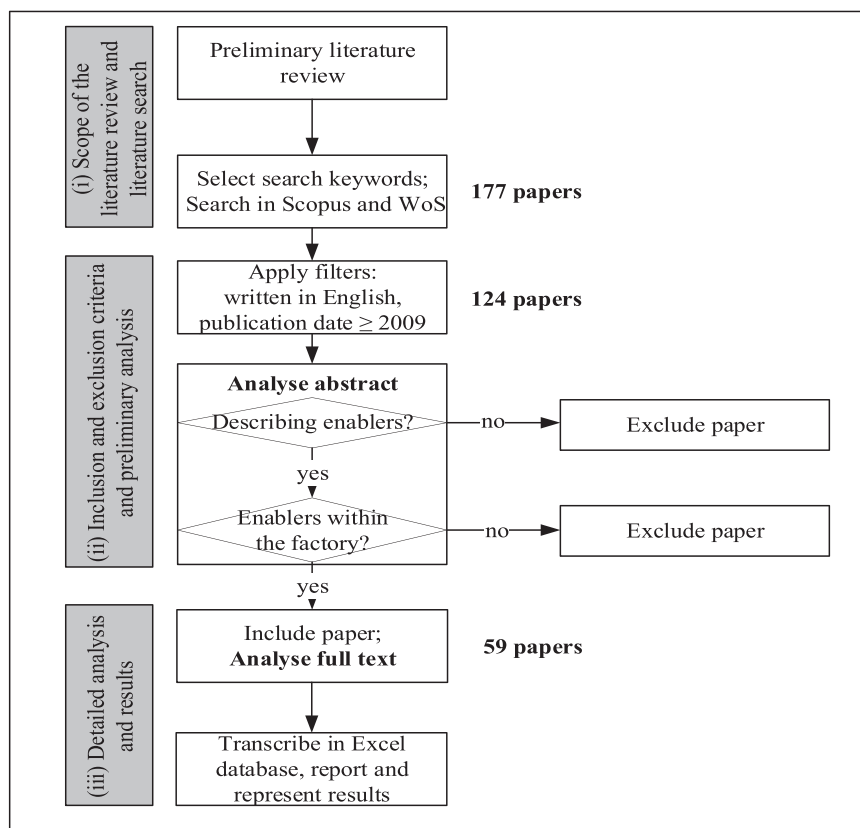 (i) Scope of the
literature review and
literature search
Preliminary literature
review
Select search keywords;
Search in Scopus and WoS
177 papers
(ii) Inclusion and exclusion criteria
and preliminary analysis
Apply filters:
written in English,
publication date ≥ 2009
124 papers
Analyse abstract
Describing enablers?
no
Exclude paper
yes
Enablers within
the factory?
no
Exclude paper
yes
(iii) Detailed analysis
and results
Include paper;
Analyse full text
59 papers
Transcribe in Excel
database, report and
represent results